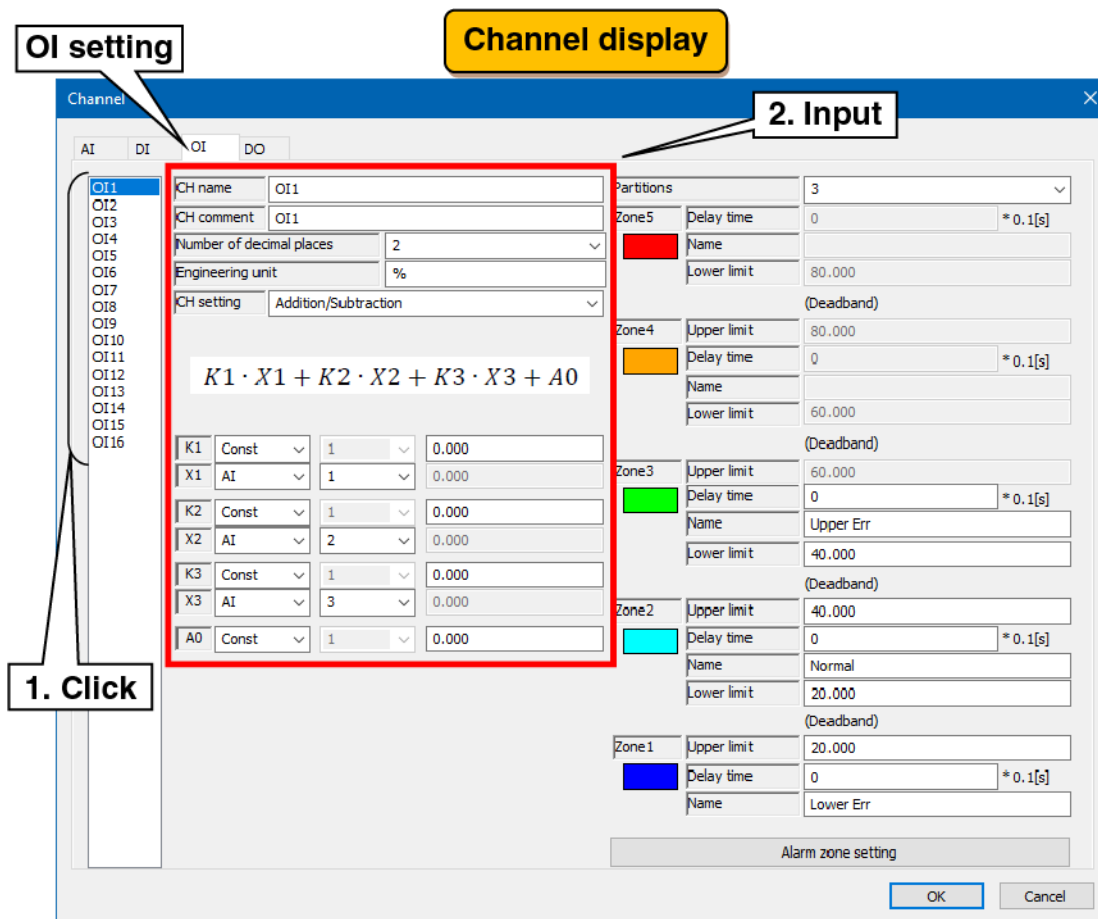 Channel display
OI setting
Channel
2. Input
AI DI OI DO
OI1
OI2
OI3
OI4
OI5
OI6
OI7
OI8
OI9
OI10
OI11
OI12
OI13
OI14
OI15
OI16
1. Click
CH name OI1
CH comment OI1
Number of decimal places 2
Engineering unit %
CH setting Addition/Subtraction
K1 · X1 + K2 · X2 + K3 · X3 + A0
K1 Const 1 0.000
X1 AI 1 0.000
K2 Const 1 0.000
X2 AI 2 0.000
K3 Const 1 0.000
X3 AI 3 0.000
A0 Const 1 0.000
Partitions 3
Zone5 Delay time 0 * 0.1[s]
Name
Lower limit 80.000
(Deadband)
Zone4 Upper limit 80.000
Delay time 0 * 0.1[s]
Name
Lower limit 60.000
(Deadband)
Zone3 Upper limit 60.000
Delay time 0 * 0.1[s]
Name Upper Err
Lower limit 40.000
(Deadband)
Zone2 Upper limit 40.000
Delay time 0 * 0.1[s]
Name Normal
Lower limit 20.000
(Deadband)
Zone1 Upper limit 20.000
Delay time 0 * 0.1[s]
Name Lower Err
Alarm zone setting
OK Cancel